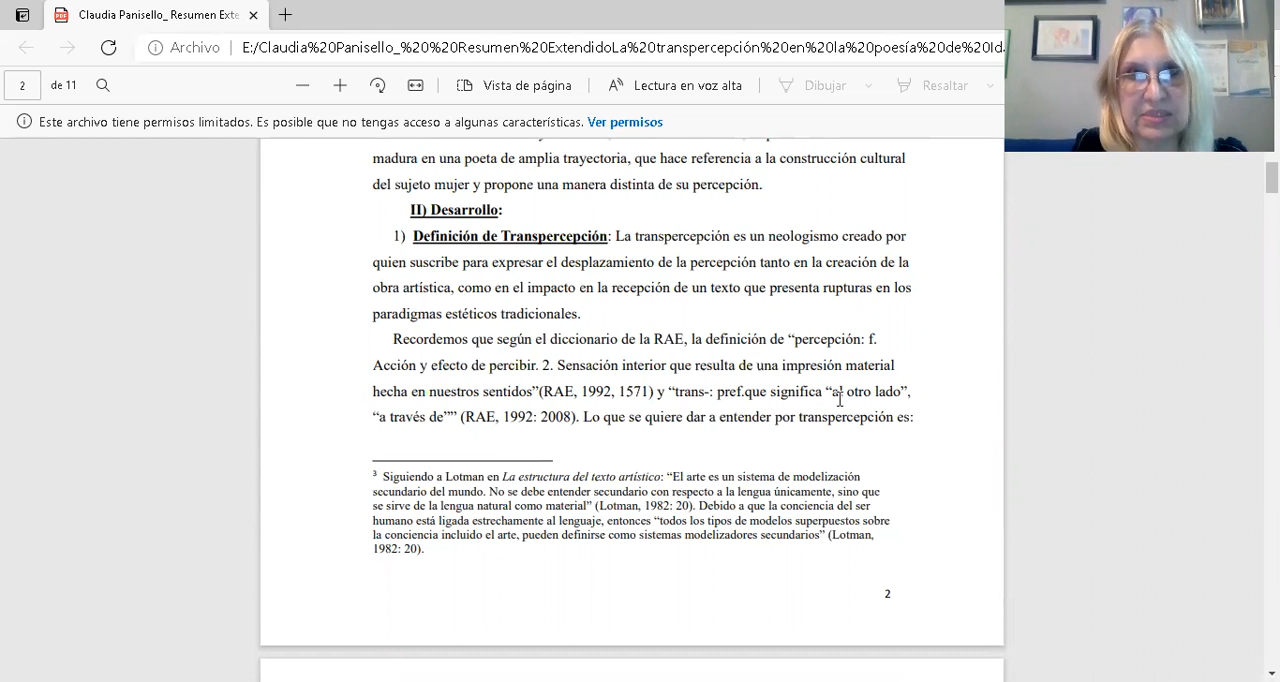 Claudia Panisello_ Resumen Exte
Archivo
E:/Claudia%20Panisello_%20%20Resumen%20ExtendidoLa%20transpercepción%20en%20la%20poesía%20de%20Id
2 de 11
Vista de página
Lectura en voz alta
Dibujar
Resaltar
Este archivo tiene permisos limitados. Es posible que no tengas acceso a algunas características. Ver permisos
madura en una poeta de amplia trayectoria, que hace referencia a la construcción cultural
del sujeto mujer y propone una manera distinta de su percepción.
II) Desarrollo:
1) Definición de Transpercepción: La transpercepción es un neologismo creado por
quien suscribe para expresar el desplazamiento de la percepción tanto en la creación de la
obra artística, como en el impacto en la recepción de un texto que presenta rupturas en los
paradigmas estéticos tradicionales.
Recordemos que según el diccionario de la RAE, la definición de “percepción: f.
Acción y efecto de percibir. 2. Sensación interior que resulta de una impresión material
hecha en nuestros sentidos”(RAE, 1992, 1571) y “trans-: pref.que significa “al otro lado”,
“a través de”” (RAE, 1992: 2008). Lo que se quiere dar a entender por transpercepción es:
3 Siguiendo a Lotman en La estructura del texto artístico: “El arte es un sistema de modelización
secundario del mundo. No se debe entender secundario con respecto a la lengua únicamente, sino que
se sirve de la lengua natural como material” (Lotman, 1982: 20). Debido a que la conciencia del ser
humano está ligada estrechamente al lenguaje, entonces “todos los tipos de modelos superpuestos sobre
la conciencia incluido el arte, pueden definirse como sistemas modelizadores secundarios” (Lotman,
1982: 20).
2